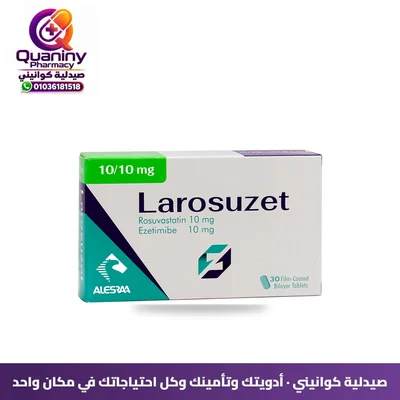 Quaniny
Pharmacy
صيدلية كوانيني
01036181518
10/10 mg
Larosuzet
Rosuvastatin 10 mg
Ezetimibe 10 mg
ALESRAA
30 Film-Coated
Bilayer Tablets
صيدلية كوانيني - أدويتك وتأمينك وكل احتياجاتك في مكان واحد